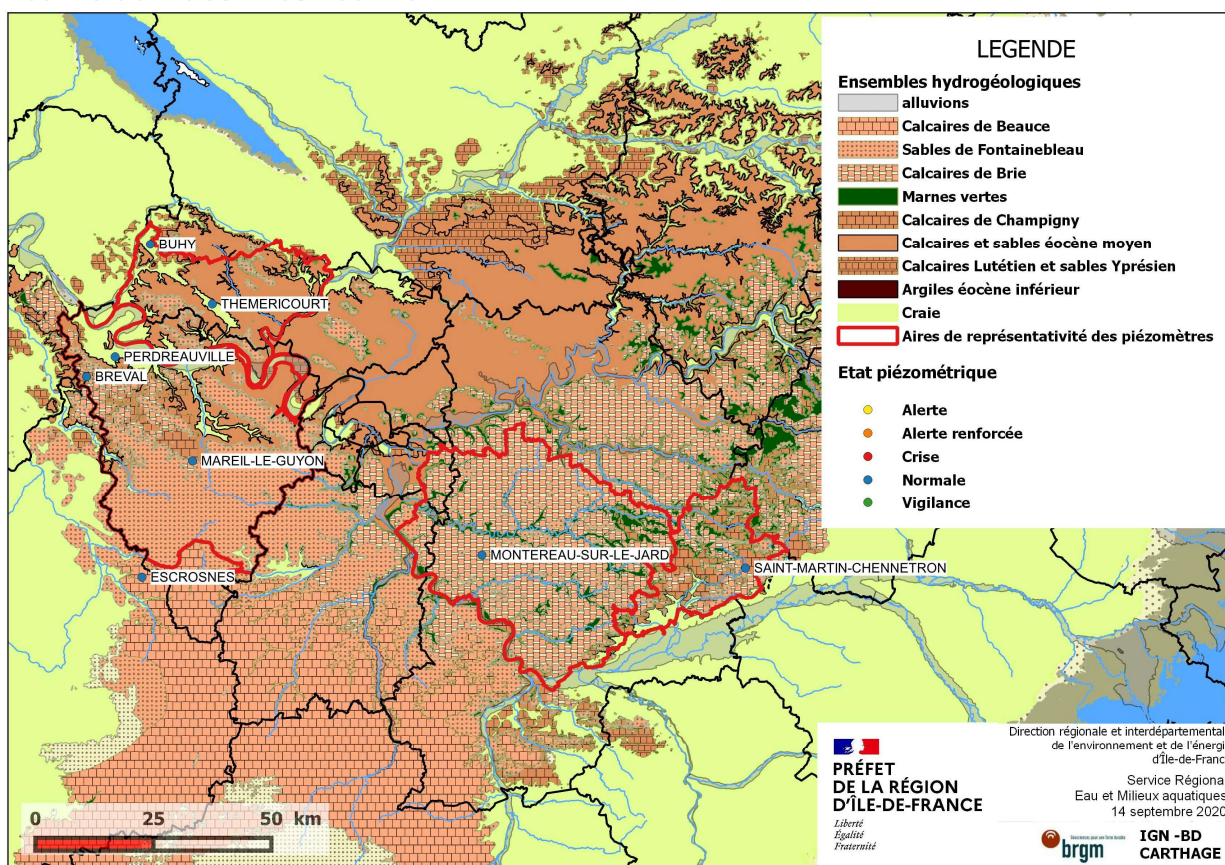 LEGENDE
Ensembles hydrogéologiques
alluvions
Calcaires de Beauce
Sables de Fontainebleau
Calcaires de Brie
Marnes vertes
Calcaires de Champigny
Calcaires et sables éocène moyen
Calcaires Lutétien et sables Yprésien
Argiles éocène inférieur
Craie
Aires de représentativité des piézomètres
Etat piézométrique
Alerte
Alerte renforcée
Crise
Normale
Vigilance
BUHY
THEMERICOURT
PERDREAUVILLE
BREVAL
MAREIL-LE-GUYON
MONTEREAU-SUR-LE-JARD
SAINT-MARTIN-CHENNETRON
ESCROSNES
0 25 50 km
PRÉFET
DE LA RÉGION
D'ÎLE-DE-FRANCE
Liberté
Égalité
Fraternité
Direction régionale et interdépartemental
de l'environnement et de l'énergi
d'Île-de-Franc
Service Régiona
Eau et Milieux aquatiques
14 septembre 2020
brgm
IGN -BD
CARTHAGE